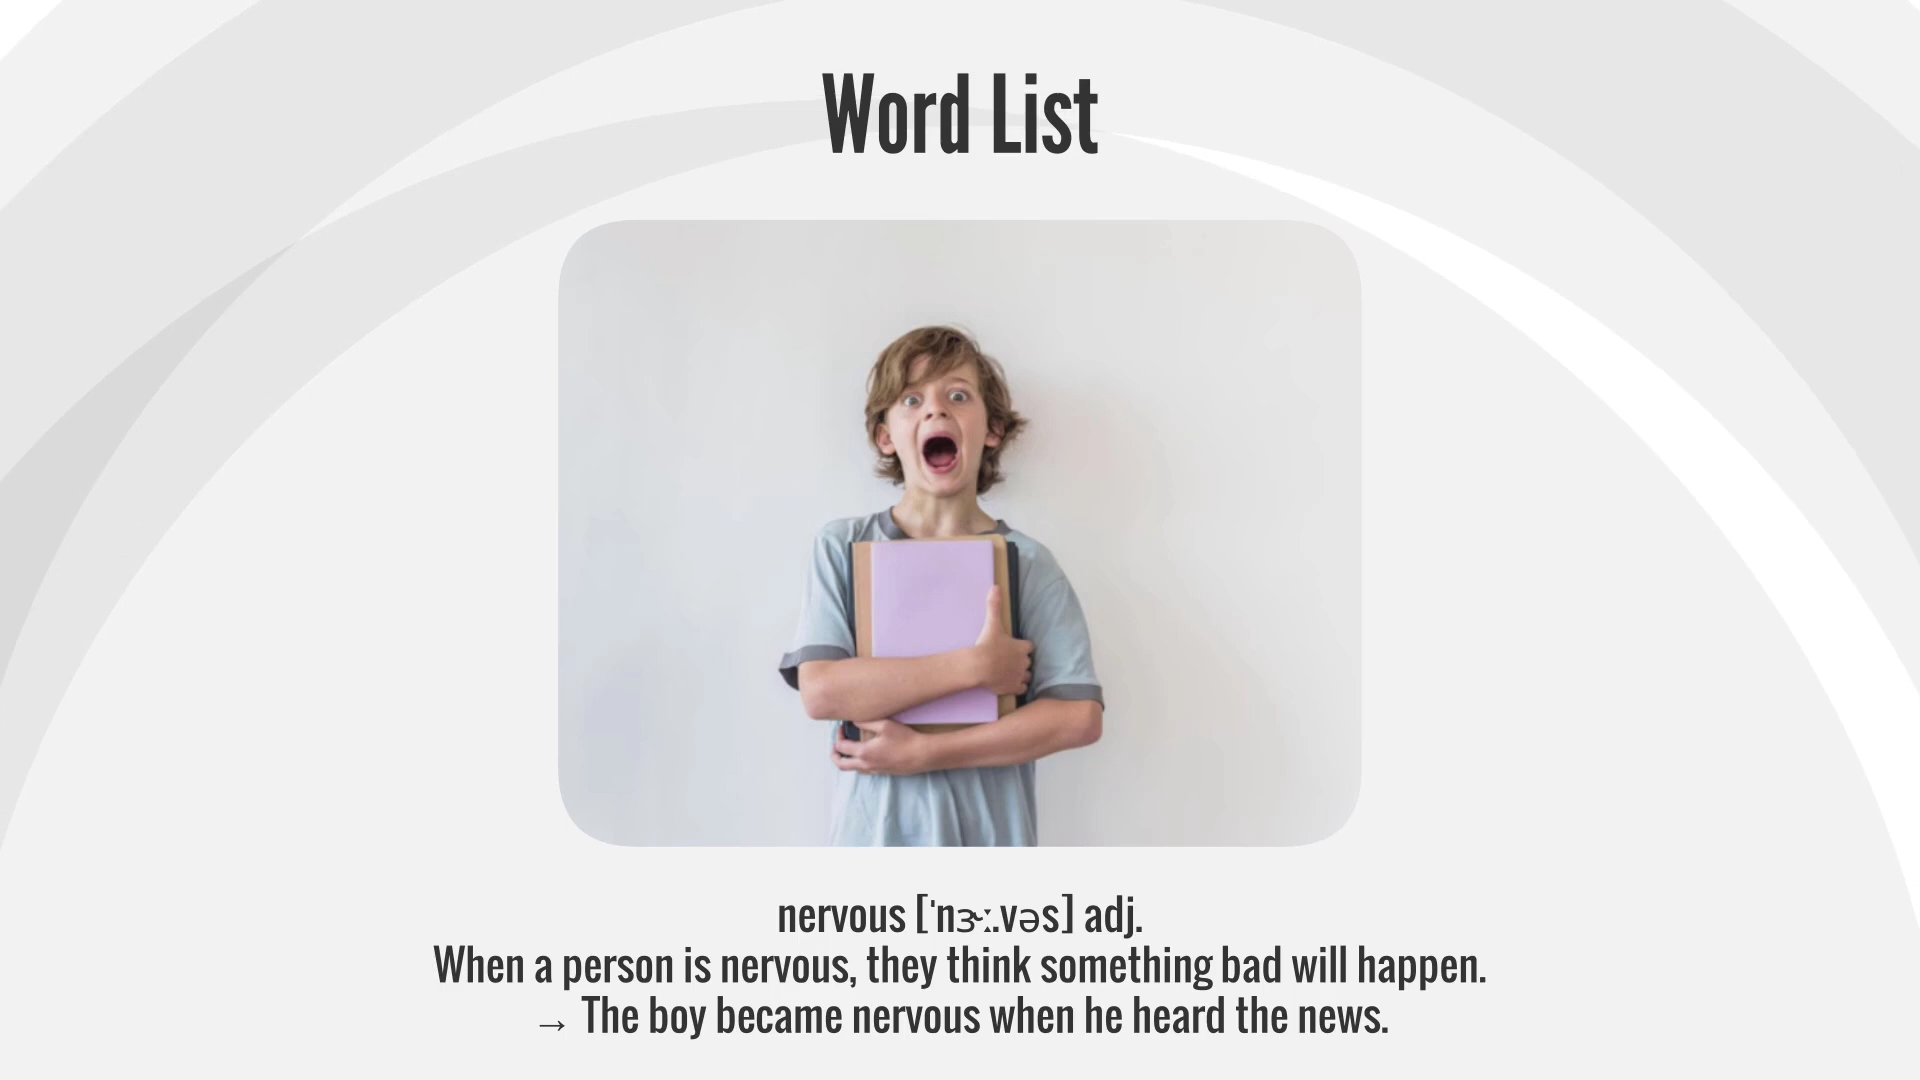 Word List
nervous [ˈnɝː.vəs] adj.
When a person is nervous, they think something bad will happen.
→ The boy became nervous when he heard the news.